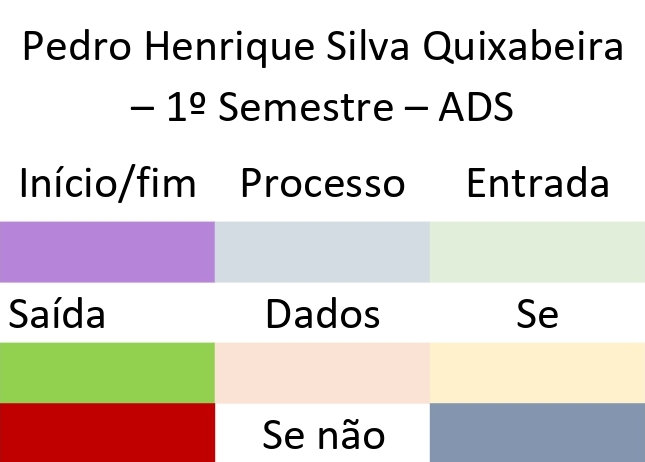 Pedro Henrique Silva Quixabeira
– 1º Semestre – ADS
Início/fim Processo Entrada
Saída Dados Se
Se não